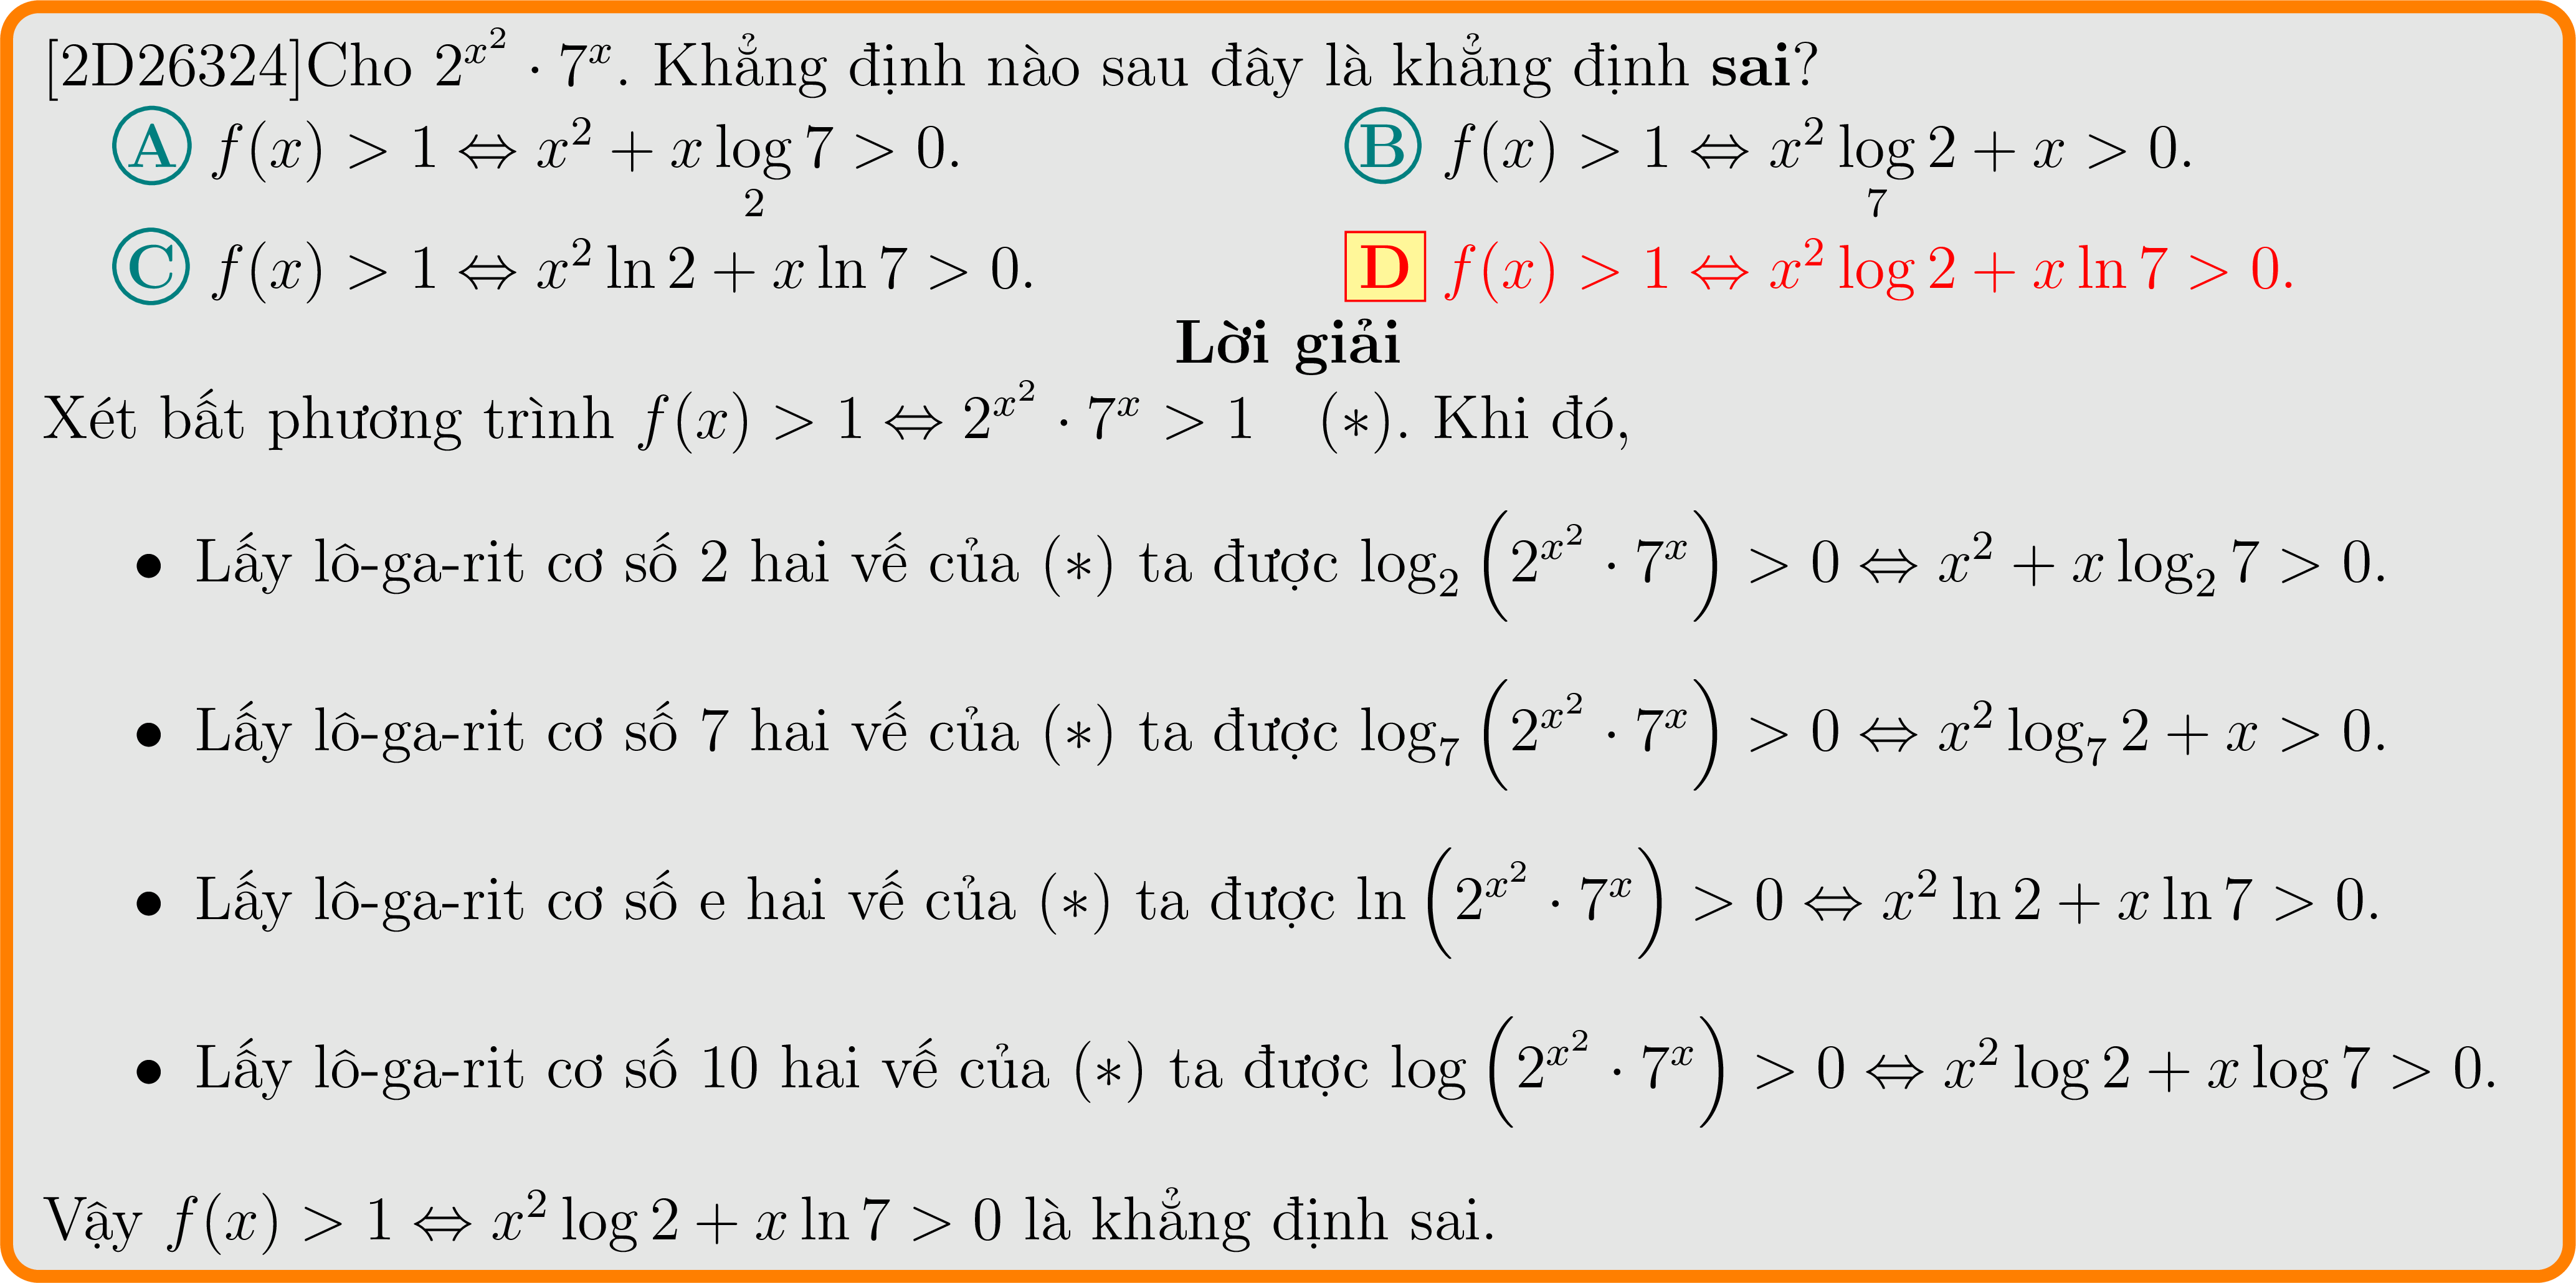 [2D26324]Cho $2^{x^2} \cdot 7^x$. Khẳng định nào sau đây là khẳng định sai?
A $f(x) > 1 \Leftrightarrow x^2 + x \log\limits_2 7 > 0$. B $f(x) > 1 \Leftrightarrow x^2 \log\limits_7 2 + x > 0$.
C $f(x) > 1 \Leftrightarrow x^2 \ln 2 + x \ln 7 > 0$. D $f(x) > 1 \Leftrightarrow x^2 \log 2 + x \ln 7 > 0$.
Lời giải
Xét bất phương trình $f(x) > 1 \Leftrightarrow 2^{x^2} \cdot 7^x > 1 \quad (*)$. Khi đó,
• Lấy lô-ga-rit cơ số 2 hai vế của $(*)$ ta được $\log_2 \left(2^{x^2} \cdot 7^x\right) > 0 \Leftrightarrow x^2 + x \log_2 7 > 0$.
• Lấy lô-ga-rit cơ số 7 hai vế của $(*)$ ta được $\log_7 \left(2^{x^2} \cdot 7^x\right) > 0 \Leftrightarrow x^2 \log_7 2 + x > 0$.
• Lấy lô-ga-rit cơ số e hai vế của $(*)$ ta được $\ln \left(2^{x^2} \cdot 7^x\right) > 0 \Leftrightarrow x^2 \ln 2 + x \ln 7 > 0$.
• Lấy lô-ga-rit cơ số 10 hai vế của $(*)$ ta được $\log \left(2^{x^2} \cdot 7^x\right) > 0 \Leftrightarrow x^2 \log 2 + x \log 7 > 0$.
Vậy $f(x) > 1 \Leftrightarrow x^2 \log 2 + x \ln 7 > 0$ là khẳng định sai.